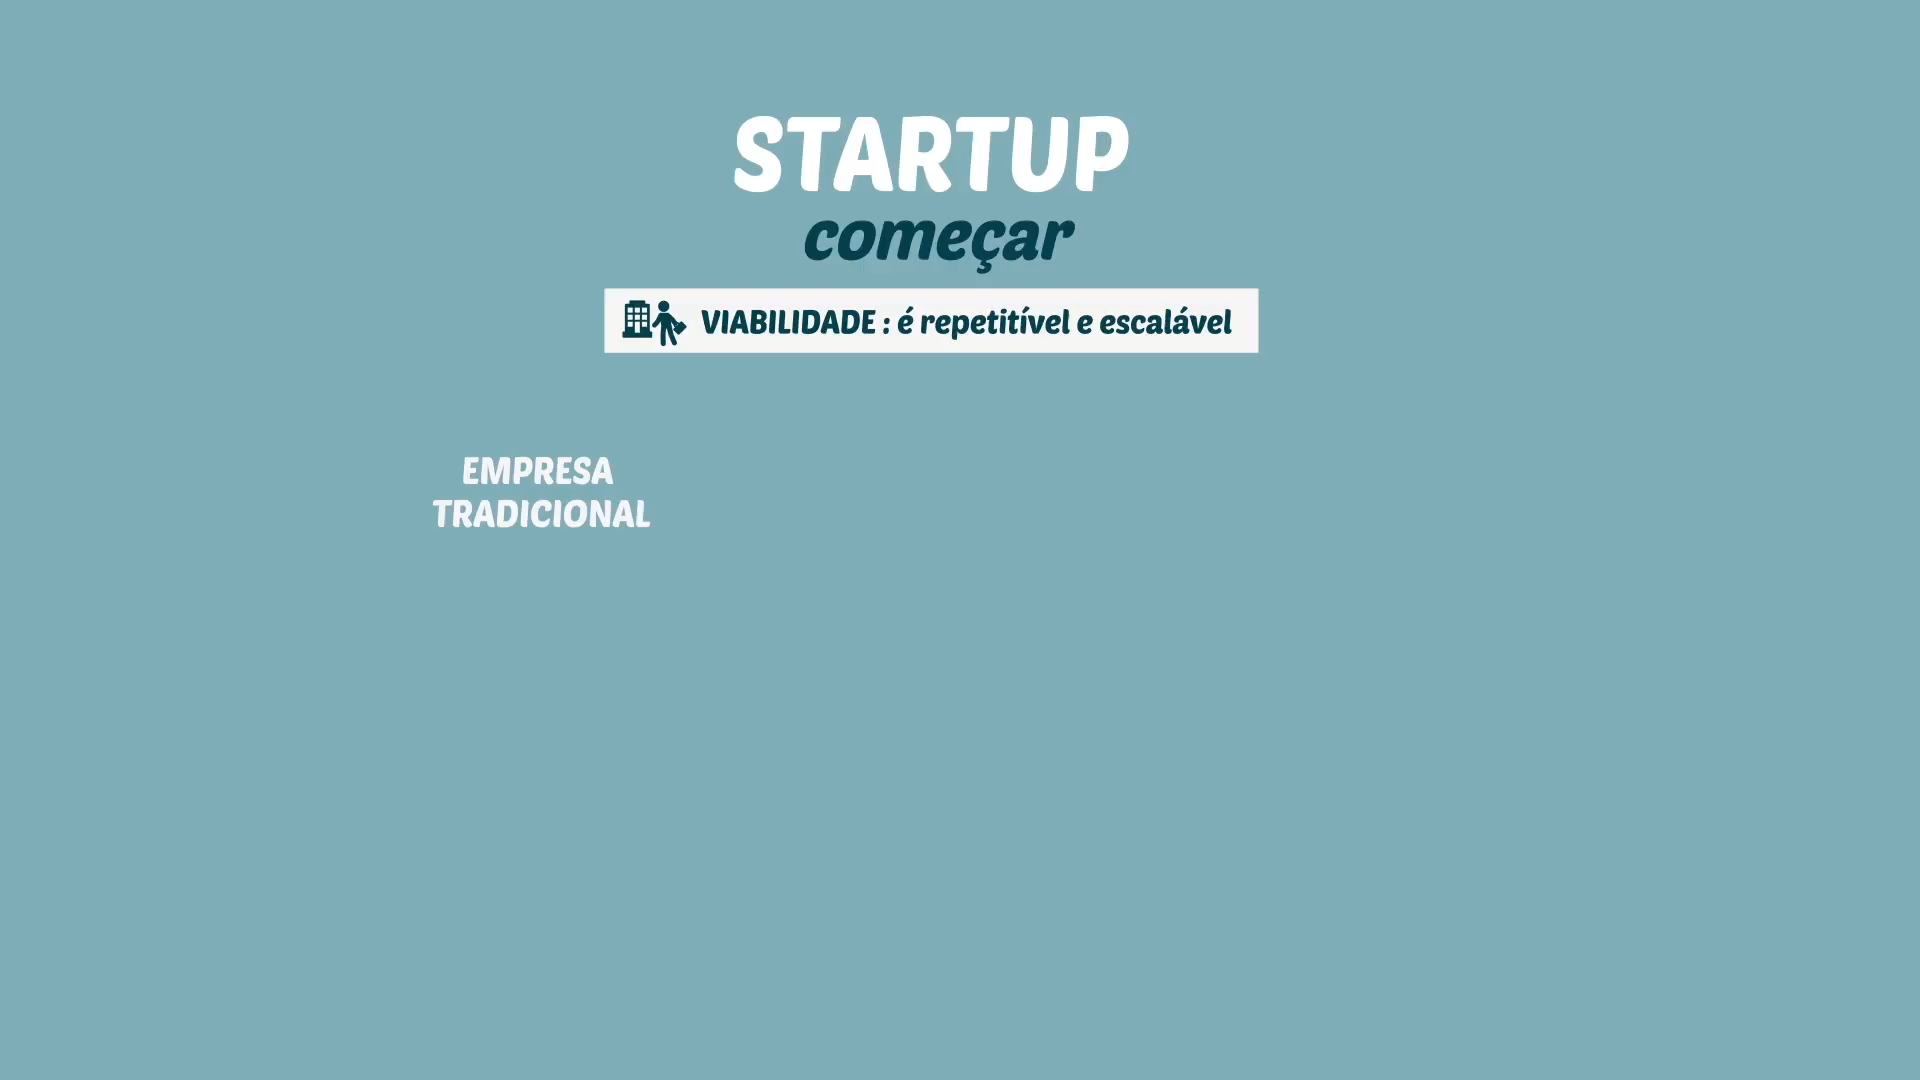 STARTUP
começar
VIABILIDADE : é repetitível e escalável
EMPRESA
TRADICIONAL